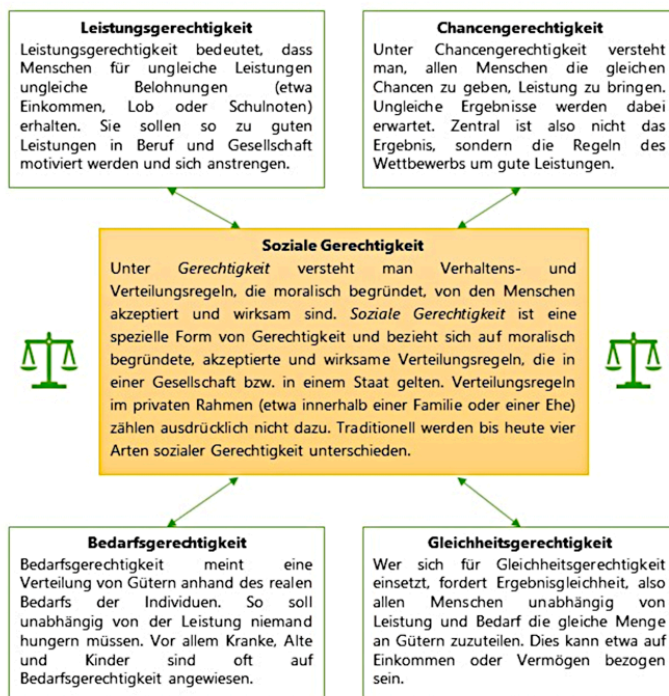 Leistungsgerechtigkeit
Leistungsgerechtigkeit bedeutet, dass
Menschen für ungleiche Leistungen
ungleiche Belohnungen (etwa
Einkommen, Lob oder Schulnoten)
erhalten. Sie sollen so zu guten
Leistungen in Beruf und Gesellschaft
motiviert werden und sich anstrengen.
Chancengerechtigkeit
Unter Chancengerechtigkeit versteht
man, allen Menschen die gleichen
Chancen zu geben, Leistung zu bringen.
Ungleiche Ergebnisse werden dabei
erwartet. Zentral ist also nicht das
Ergebnis, sondern die Regeln des
Wettbewerbs um gute Leistungen.
Soziale Gerechtigkeit
Unter Gerechtigkeit versteht man Verhaltens- und
Verteilungsregeln, die moralisch begründet, von den Menschen
akzeptiert und wirksam sind. Soziale Gerechtigkeit ist eine
spezielle Form von Gerechtigkeit und bezieht sich auf moralisch
begründete, akzeptierte und wirksame Verteilungsregeln, die in
einer Gesellschaft bzw. in einem Staat gelten. Verteilungsregeln
im privaten Rahmen (etwa innerhalb einer Familie oder einer Ehe)
zählen ausdrücklich nicht dazu. Traditionell werden bis heute vier
Arten sozialer Gerechtigkeit unterschieden.
Bedarfsgerechtigkeit
Bedarfsgerechtigkeit meint eine
Verteilung von Gütern anhand des realen
Bedarfs der Individuen. So soll
unabhängig von der Leistung niemand
hungern müssen. Vor allem Kranke, Alte
und Kinder sind oft auf
Bedarfsgerechtigkeit angewiesen.
Gleichheitsgerechtigkeit
Wer sich für Gleichheitsgerechtigkeit
einsetzt, fordert Ergebnisgleichheit, also
allen Menschen unabhängig von
Leistung und Bedarf die gleiche Menge
an Gütern zuzuteilen. Dies kann etwa auf
Einkommen oder Vermögen bezogen
sein.